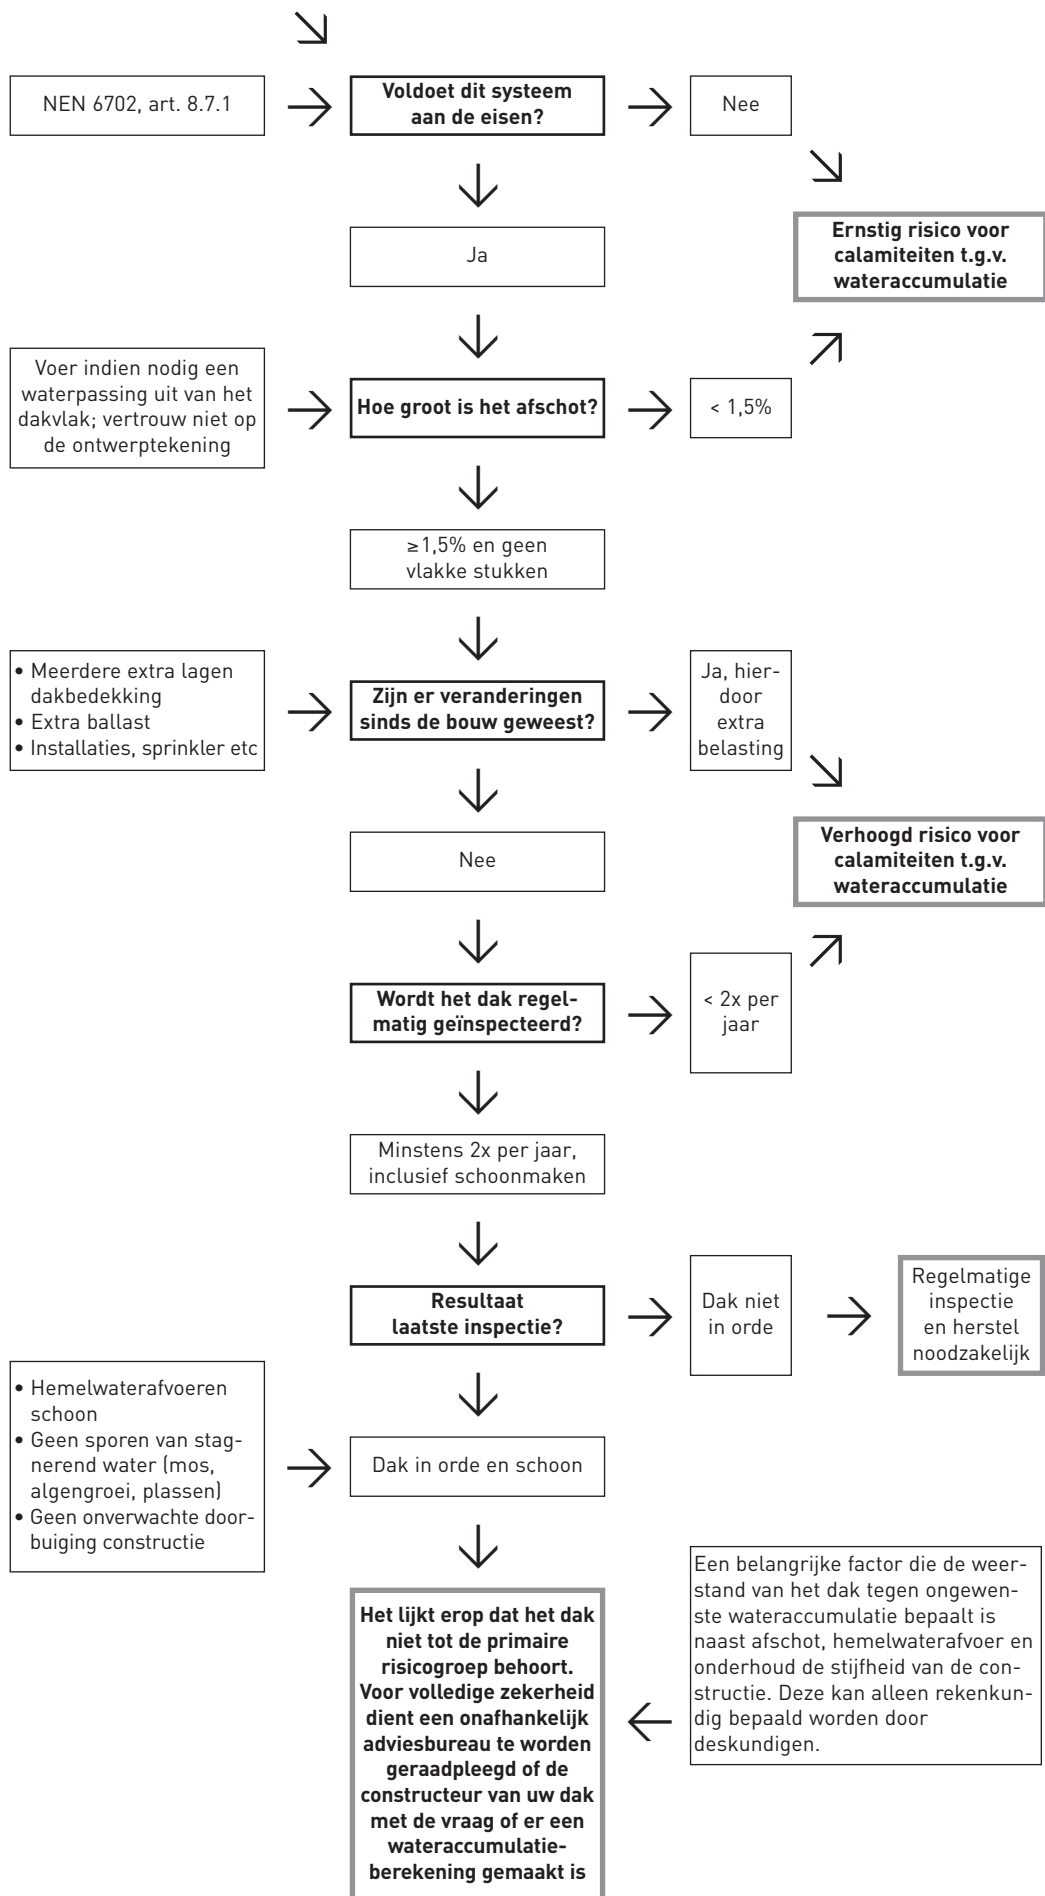 NEN 6702, art. 8.7.1
Voldoet dit systeem
aan de eisen?
Nee
Ja
Ernstig risico voor
calamiteiten t.g.v.
wateraccumulatie
Voer indien nodig een
waterpassing uit van het
dakvlak; vertrouw niet op
de ontwerptekening
Hoe groot is het afschot?
< 1,5%
≥1,5% en geen
vlakke stukken
• Meerdere extra lagen
dakbedekking
• Extra ballast
• Installaties, sprinkler etc
Zijn er veranderingen
sinds de bouw geweest?
Ja, hier-
door
extra
belasting
Nee
Verhoogd risico voor
calamiteiten t.g.v.
wateraccumulatie
Wordt het dak regel-
matig geïnspecteerd?
< 2x per
jaar
Minstens 2x per jaar,
inclusief schoonmaken
Resultaat
laatste inspectie?
Dak niet
in orde
Regelmatige
inspectie
en herstel
noodzakelijk
• Hemelwaterafvoeren
schoon
• Geen sporen van stag-
nerend water (mos,
algengroei, plassen)
• Geen onverwachte door-
buiging constructie
Dak in orde en schoon
Het lijkt erop dat het dak
niet tot de primaire
risicogroep behoort.
Voor volledige zekerheid
dient een onafhankelijk
adviesbureau te worden
geraadpleegd of de
constructeur van uw dak
met de vraag of er een
wateraccumulatie-
berekening gemaakt is
Een belangrijke factor die de weer-
stand van het dak tegen ongewen-
ste wateraccumulatie bepaalt is
naast afschot, hemelwaterafvoer en
onderhoud de stijfheid van de con-
structie. Deze kan alleen rekenkun-
dig bepaald worden door
deskundigen.